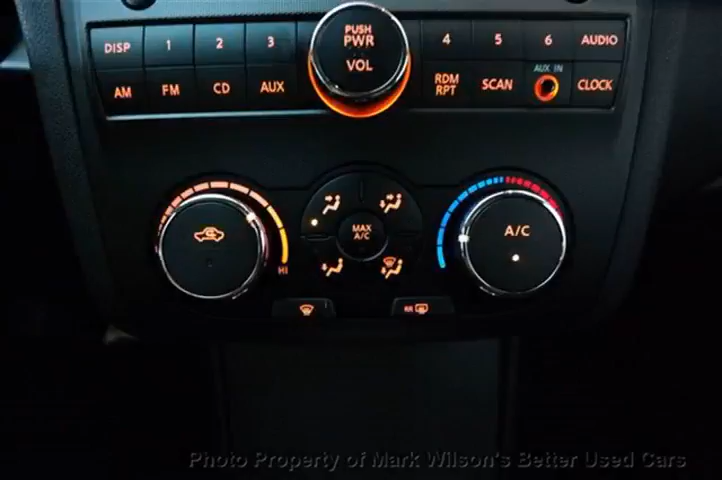 PUSH
PWR
VOL
DISP 1 2 3 4 5 6 AUDIO
AM FM CD AUX RDM RPT SCAN AUX IN CLOCK
MAX A/C
A/C
HI
RR
Photo Property of Mark Wilson's Better Used Cars